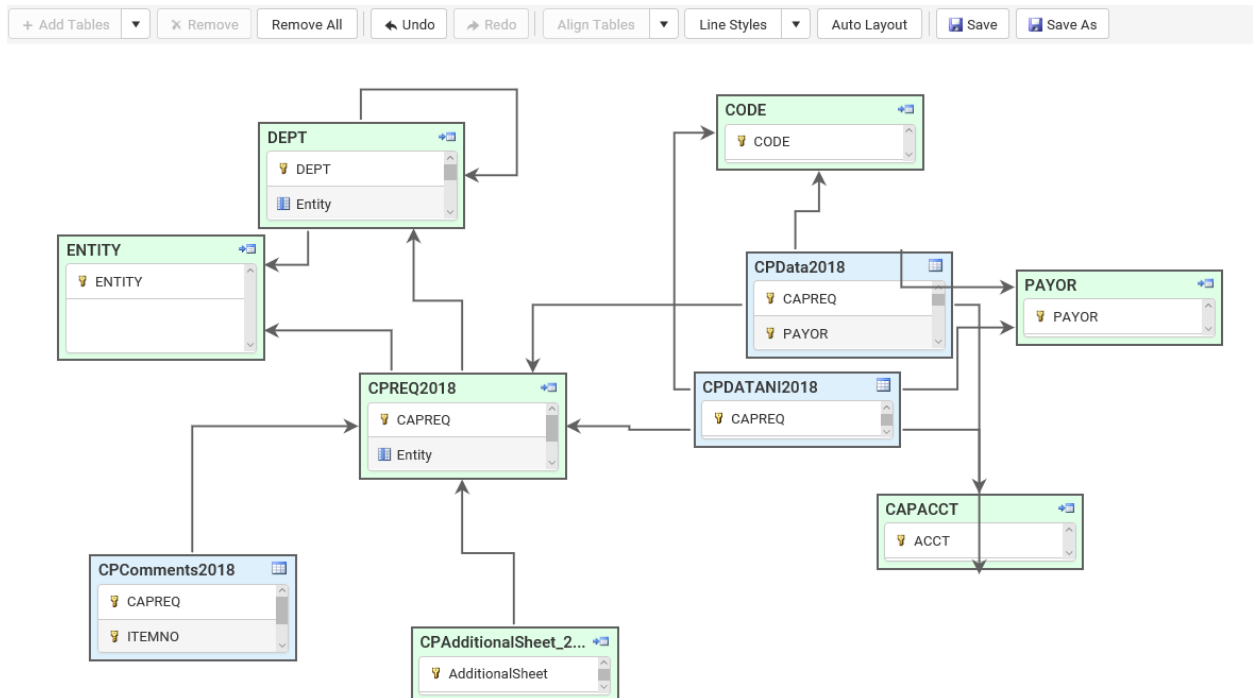 + Add Tables
Remove
Remove All
Undo
Redo
Align Tables
Line Styles
Auto Layout
Save
Save As
DEPT
DEPT
Entity
CODE
CODE
ENTITY
ENTITY
CPData2018
CAPREQ
PAYOR
PAYOR
PAYOR
CPREQ2018
CAPREQ
Entity
CPDATANI2018
CAPREQ
CAPACCT
ACCT
CPComments2018
CAPREQ
ITEMNO
CPAdditionalSheet_2...
AdditionalSheet